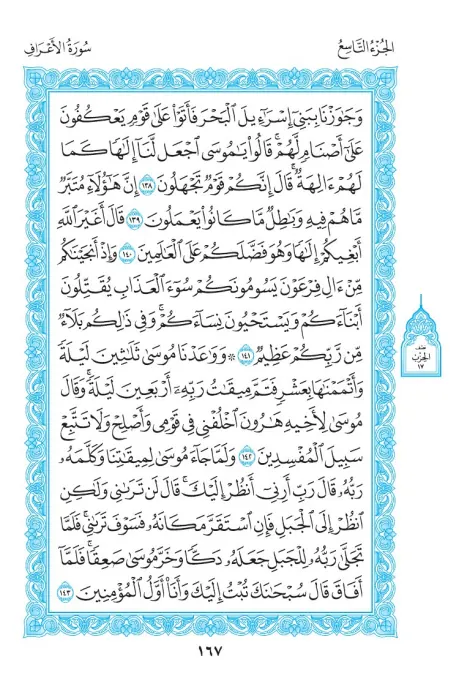 سُورَةُ الأَعْرَافِ
الجُزْءُ التَّاسِعُ
وَجَٰوَزْنَا بِبَنِىٓ إِسْرَٰٓءِيلَ ٱلْبَحْرَ فَأَتَوْا۟ عَلَىٰ قَوْمٍ يَعْكُفُونَ
عَلَىٰٓ أَصْنَامٍ لَّهُمْ ۚ قَالُوا۟ يَٰمُوسَى ٱجْعَل لَّنَآ إِلَٰهًا كَمَا
لَهُمْ ءَالِهَةٌ ۚ قَالَ إِنَّكُمْ قَوْمٌ تَجْهَلُونَ ١٣٨ إِنَّ هَٰٓؤُلَآءِ مُتَبَّرٌ
مَّا هُمْ فِيهِ وَبَٰطِلٌ مَّا كَانُوا۟ يَعْمَلُونَ ١٣٩ قَالَ أَغَيْرَ ٱللَّهِ
أَبْغِيكُمْ إِلَٰهًا وَهُوَ فَضَّلَكُمْ عَلَى ٱلْعَٰلَمِينَ ١٤٠ وَإِذْ أَنجَيْنَٰكُم
مِّنْ ءَالِ فِرْعَوْنَ يَسُومُونَكُمْ سُوٓءَ ٱلْعَذَابِ ۖ يُقَتِّلُونَ
أَبْنَآءَكُمْ وَيَسْتَحْيُونَ نِسَآءَكُمْ ۚ وَفِى ذَٰلِكُم بَلَآءٌ
مِّن رَّبِّكُمْ عَظِيمٌ ١٤١ ۞ وَوَٰعَدْنَا مُوسَىٰ ثَلَٰثِينَ لَيْلَةً
وَأَتْمَمْنَٰهَا بِعَشْرٍ فَتَمَّ مِيقَٰتُ رَبِّهِۦٓ أَرْبَعِينَ لَيْلَةً ۚ وَقَالَ
مُوسَىٰ لِأَخِيهِ هَٰرُونَ ٱخْلُفْنِى فِى قَوْمِى وَأَصْلِحْ وَلَا تَتَّبِعْ
سَبِيلَ ٱلْمُفْسِدِينَ ١٤٢ وَلَمَّا جَآءَ مُوسَىٰ لِمِيقَٰتِنَا وَكَلَّمَهُۥ
رَبُّهُۥ قَالَ رَبِّ أَرِنِىٓ أَنظُرْ إِلَيْكَ ۚ قَالَ لَن تَرَىٰنِى وَلَٰكِنِ
ٱنظُرْ إِلَى ٱلْجَبَلِ فَإِنِ ٱسْتَقَرَّ مَكَانَهُۥ فَسَوْفَ تَرَىٰنِى ۚ فَلَمَّا
تَجَلَّىٰ رَبُّهُۥ لِلْجَبَلِ جَعَلَهُۥ دَكًّا وَخَرَّ مُوسَىٰ صَعِقًا ۚ فَلَمَّآ
أَفَاقَ قَالَ سُبْحَٰنَكَ تُبْتُ إِلَيْكَ وَأَنَا۠ أَوَّلُ ٱلْمُؤْمِنِينَ ١٤٣
الحِزْبُ
١٧
١٦٧